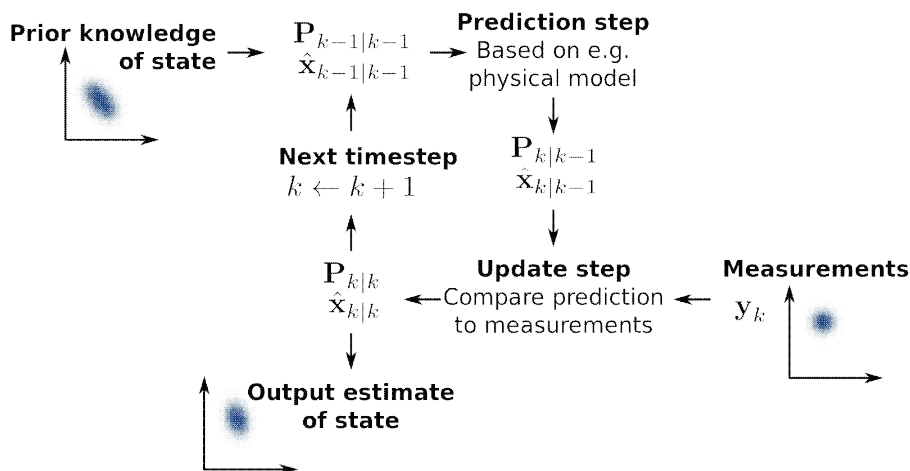 Prior knowledge
of state
P_{k−1|k−1}
x̂_{k−1|k−1}
Prediction step
Based on e.g.
physical model
P_{k|k−1}
x̂_{k|k−1}
Next timestep
k ← k + 1
P_{k|k}
x̂_{k|k}
Update step
Compare prediction
to measurements
Measurements
y_k
Output estimate
of state